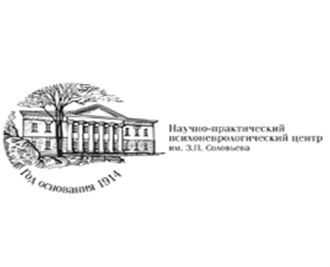 Научно-практический
психоневрологический центр
им. З.П. Соловьева
Год основания 1914